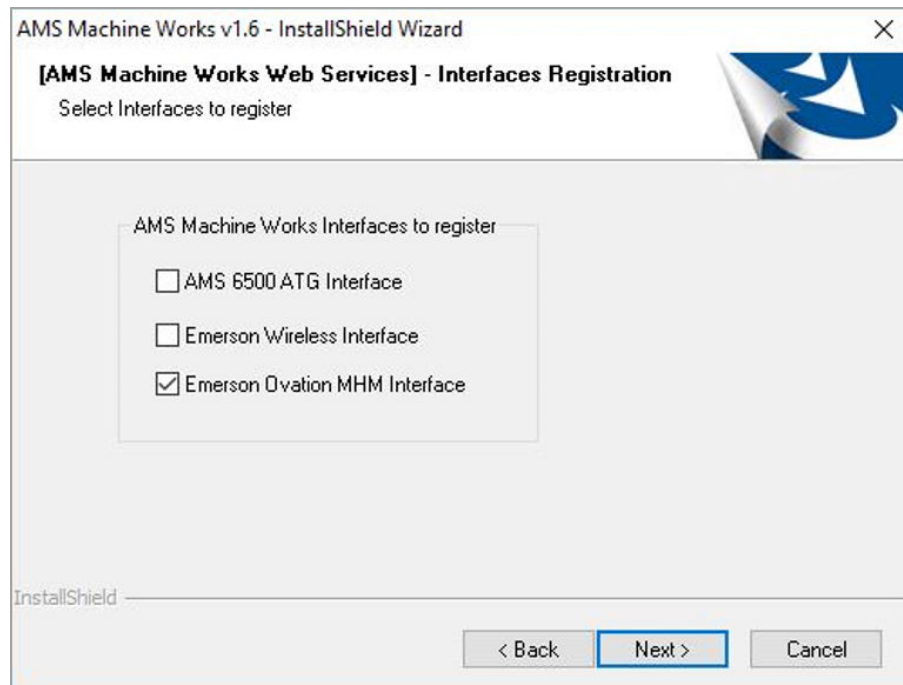 AMS Machine Works v1.6 - InstallShield Wizard
[AMS Machine Works Web Services] - Interfaces Registration
Select Interfaces to register
AMS Machine Works Interfaces to register
AMS 6500 ATG Interface
Emerson Wireless Interface
Emerson Ovation MHM Interface
InstallShield
< Back Next > Cancel